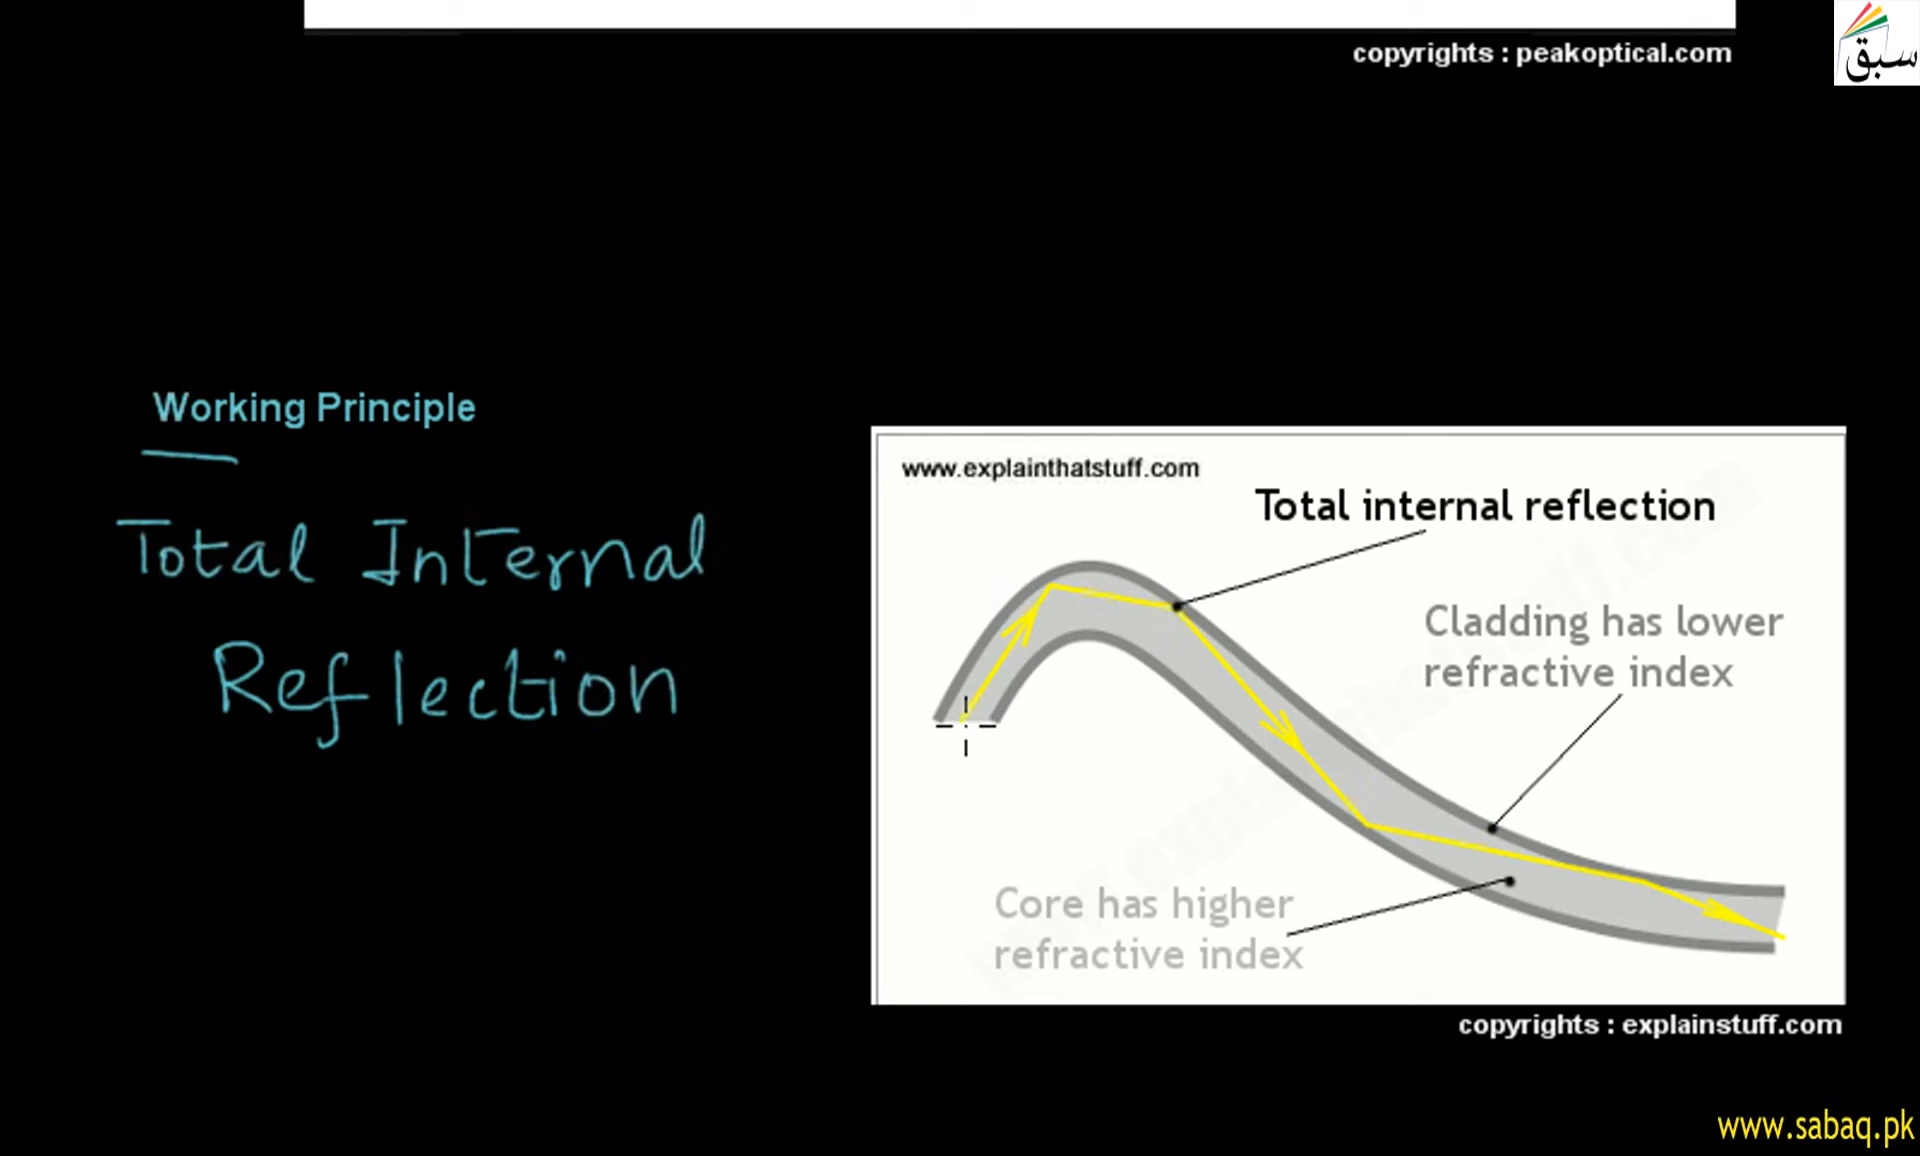 copyrights : peakoptical.com
سبق
Working Principle
Total Internal
Reflection
www.explainthatstuff.com
Total internal reflection
Cladding has lower
refractive index
Core has higher
refractive index
copyrights : explainstuff.com
www.sabaq.pk